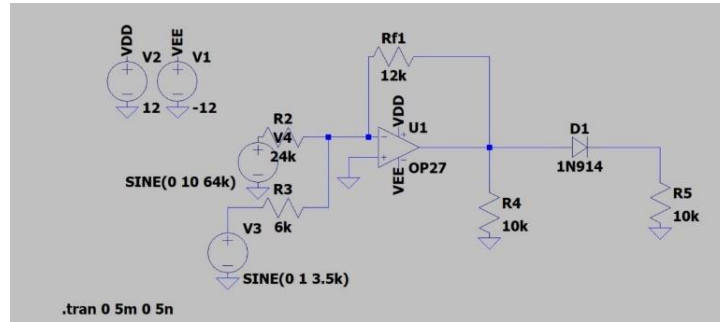 VDD
V2
12
VEE
V1
-12
Rf1
12k
R2
V4
24k
SINE(0 10 64k)
R3
6k
V3
SINE(0 1 3.5k)
VDD
U1
VEE
OP27
R4
10k
D1
1N914
R5
10k
.tran 0 5m 0 5n